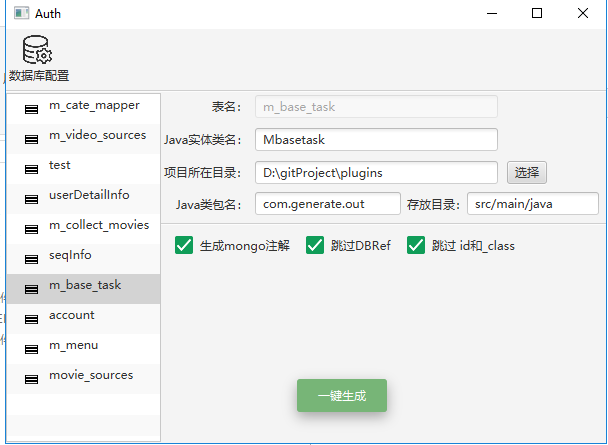 Auth
数据库配置
m_cate_mapper
m_video_sources
test
userDetailInfo
m_collect_movies
seqInfo
m_base_task
account
m_menu
movie_sources
表名：
m_base_task
Java实体类名：
Mbasetask
项目所在目录：
D:\gitProject\plugins
选择
Java类包名：
com.generate.out
存放目录：
src/main/java
生成mongo注解
跳过DBRef
跳过 id和_class
一键生成